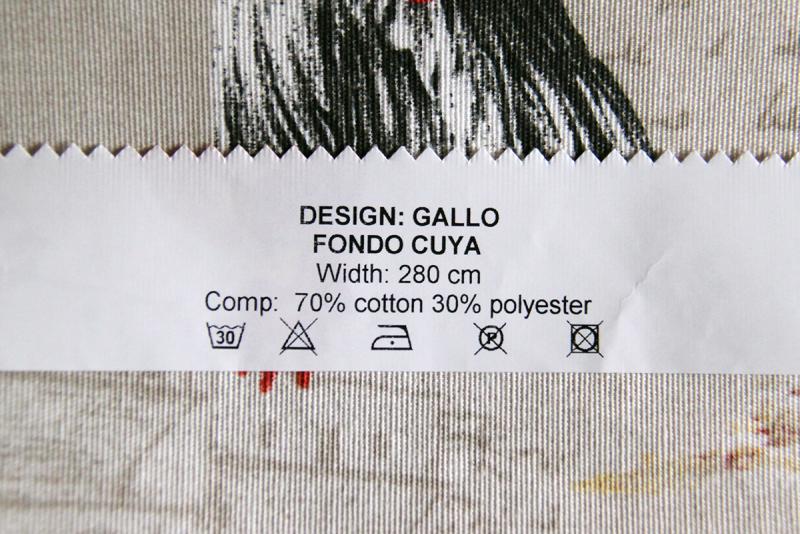 DESIGN: GALLO
FONDO CUYA
Width: 280 cm
Comp: 70% cotton 30% polyester
30 P